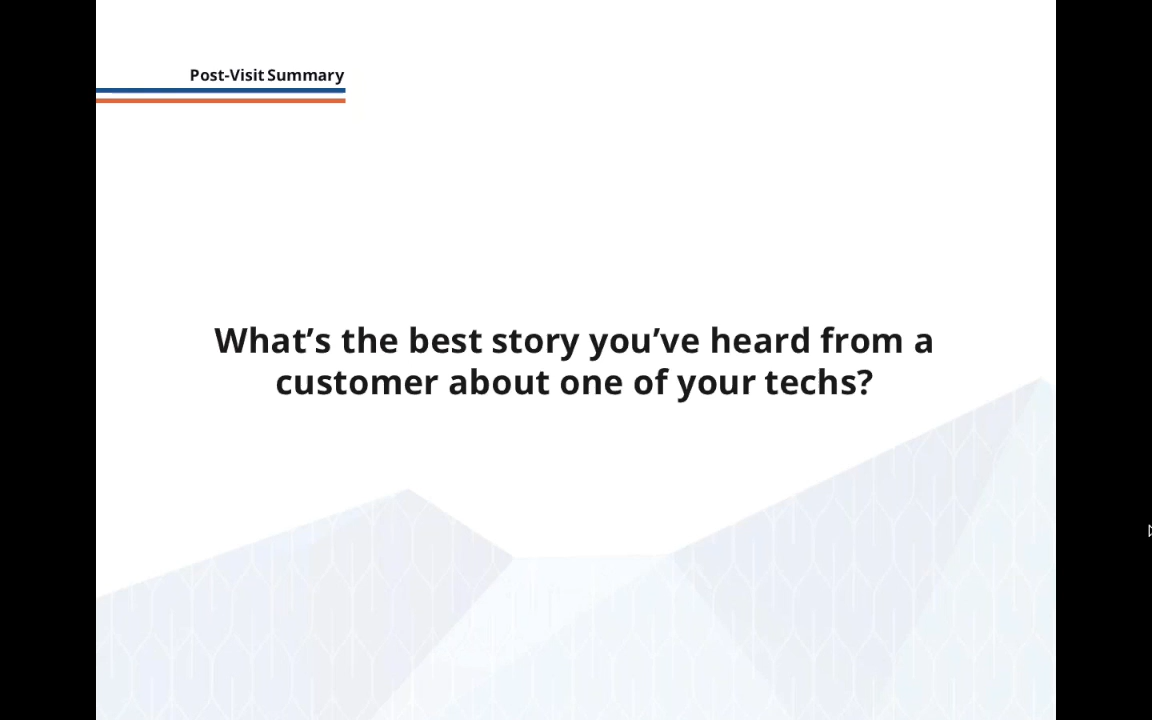 Post-Visit Summary
What’s the best story you’ve heard from a
customer about one of your techs?